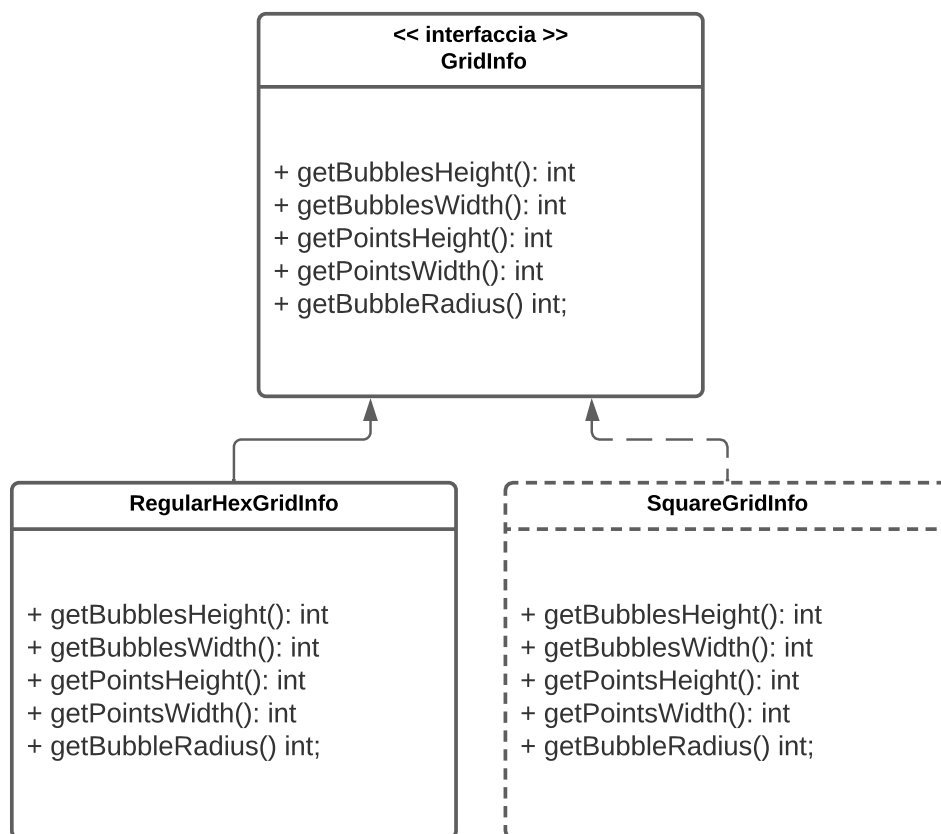 << interfaccia >>
GridInfo
+ getBubblesHeight(): int
+ getBubblesWidth(): int
+ getPointsHeight(): int
+ getPointsWidth(): int
+ getBubbleRadius() int;
RegularHexGridInfo
+ getBubblesHeight(): int
+ getBubblesWidth(): int
+ getPointsHeight(): int
+ getPointsWidth(): int
+ getBubbleRadius() int;
SquareGridInfo
+ getBubblesHeight(): int
+ getBubblesWidth(): int
+ getPointsHeight(): int
+ getPointsWidth(): int
+ getBubbleRadius() int;